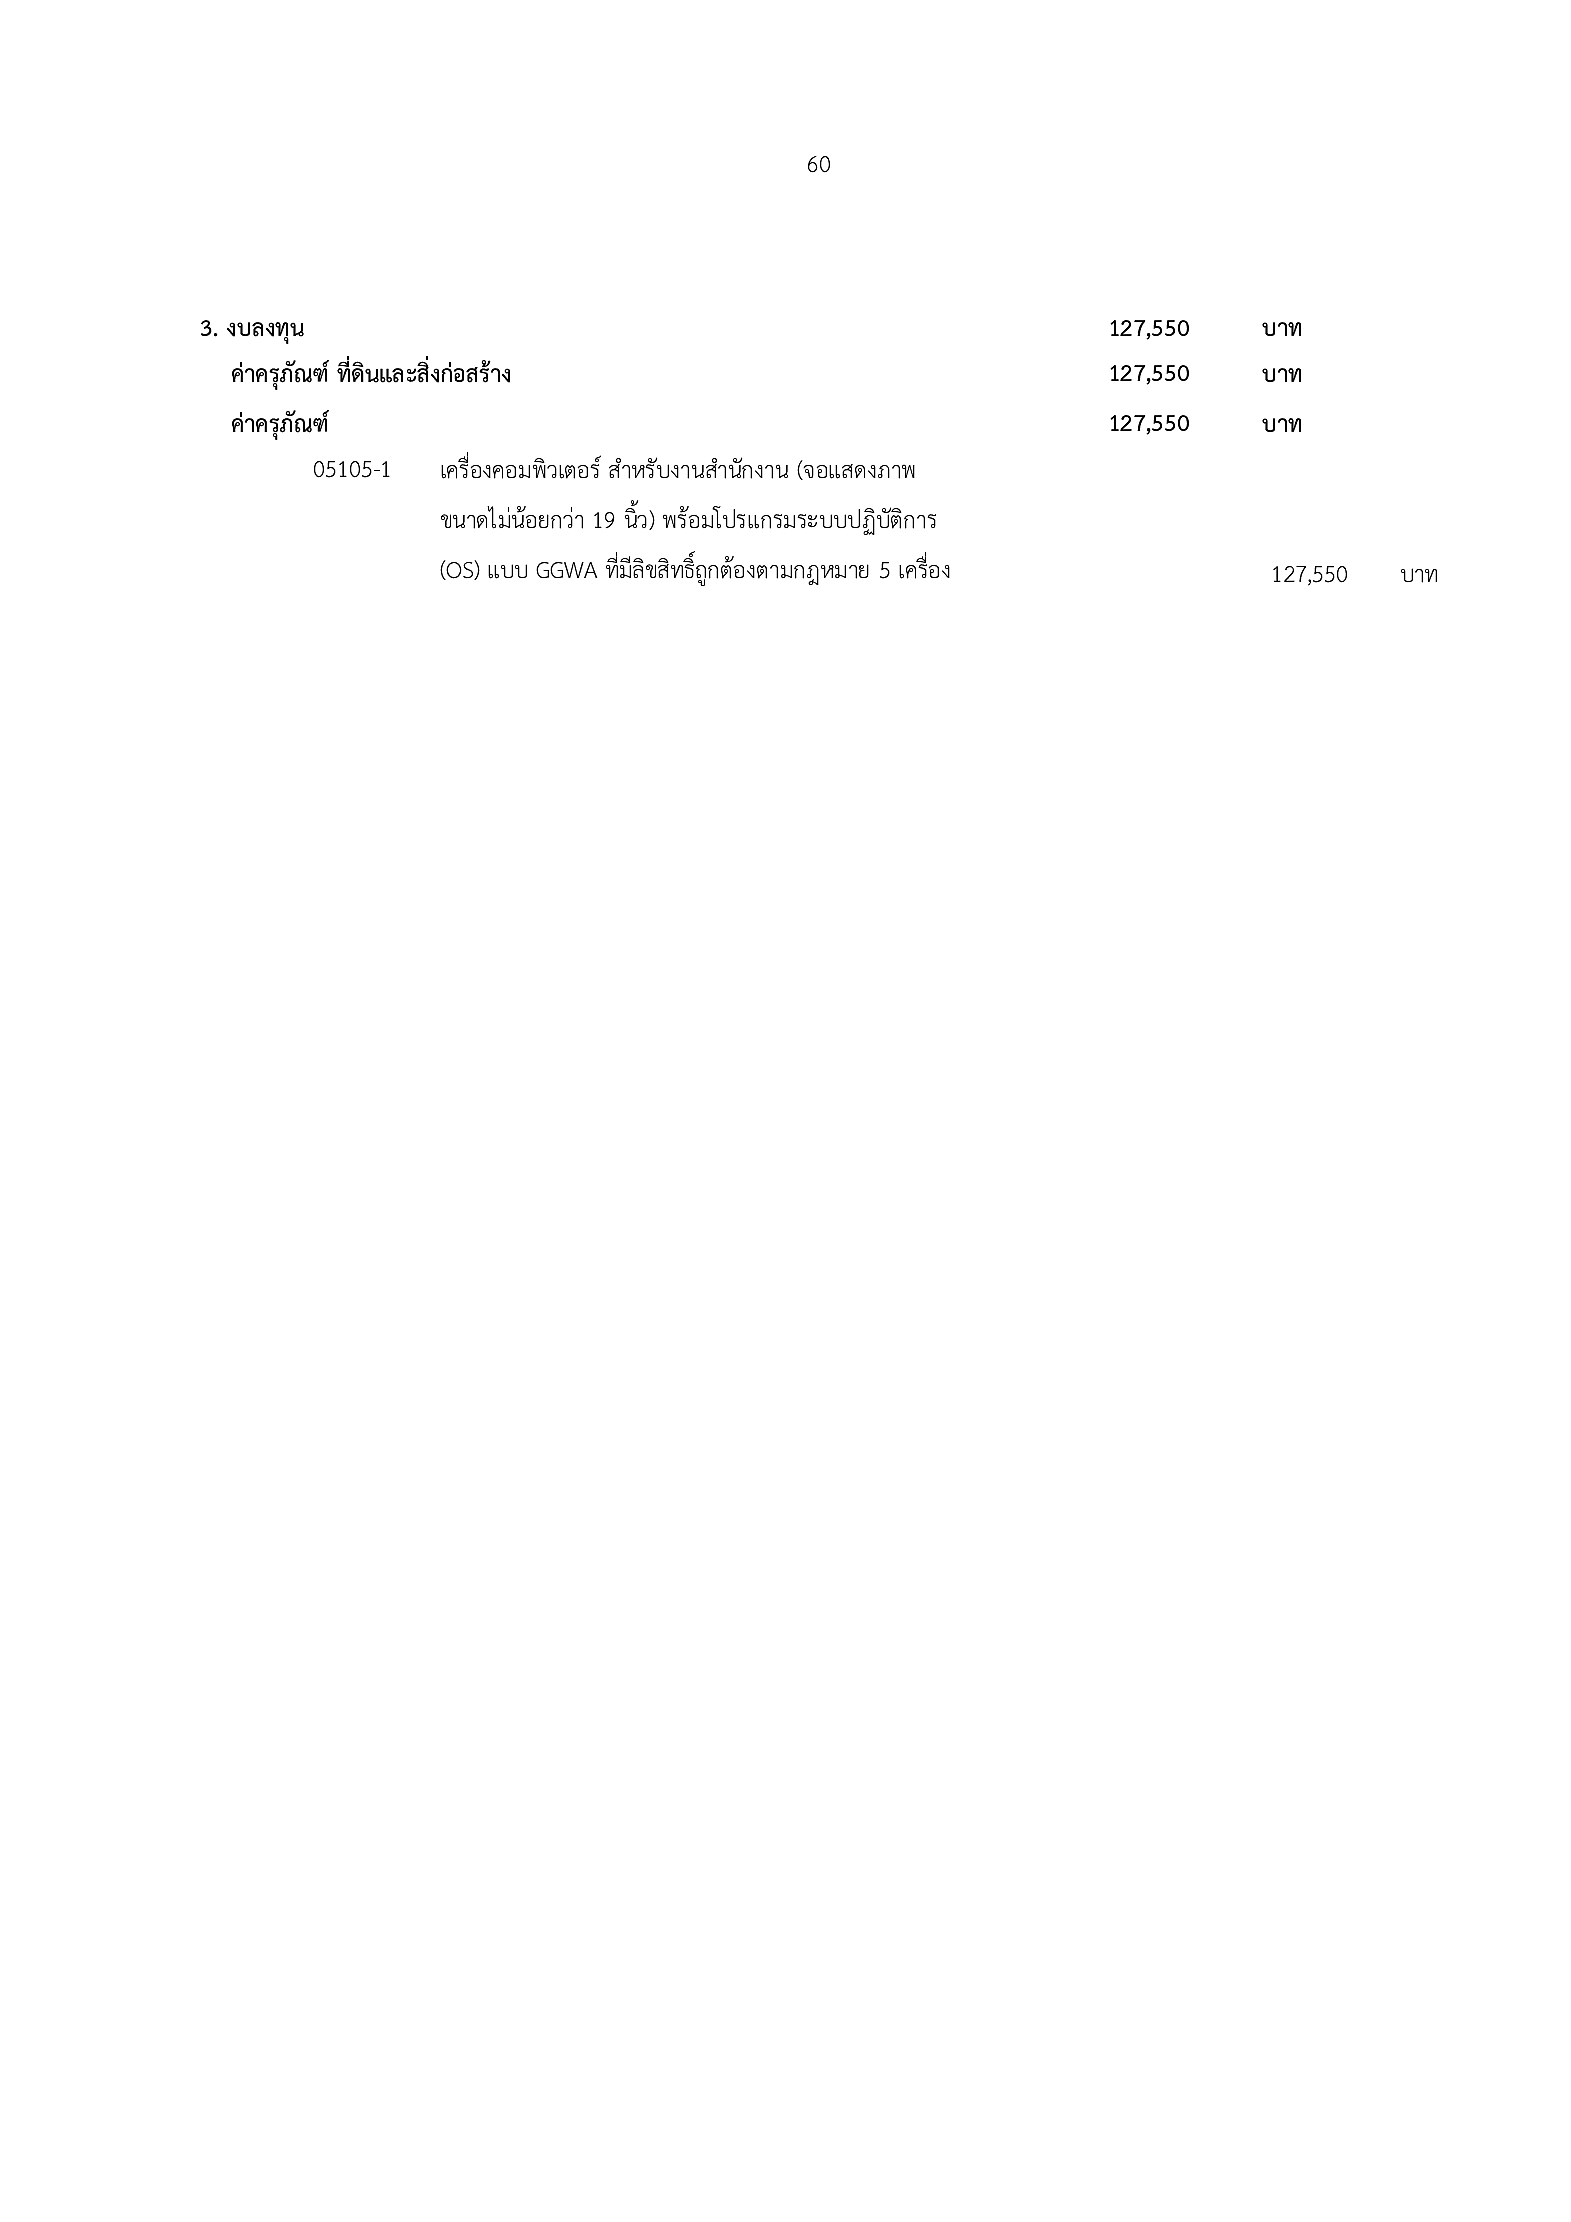 60
3. งบลงทุน 127,550 บาท
ค่าครุภัณฑ์ ที่ดินและสิ่งก่อสร้าง 127,550 บาท
ค่าครุภัณฑ์ 127,550 บาท
05105-1 เครื่องคอมพิวเตอร์ สำหรับงานสำนักงาน (จอแสดงภาพ
ขนาดไม่น้อยกว่า 19 นิ้ว) พร้อมโปรแกรมระบบปฏิบัติการ
(OS) แบบ GGWA ที่มีลิขสิทธิ์ถูกต้องตามกฎหมาย 5 เครื่อง 127,550 บาท